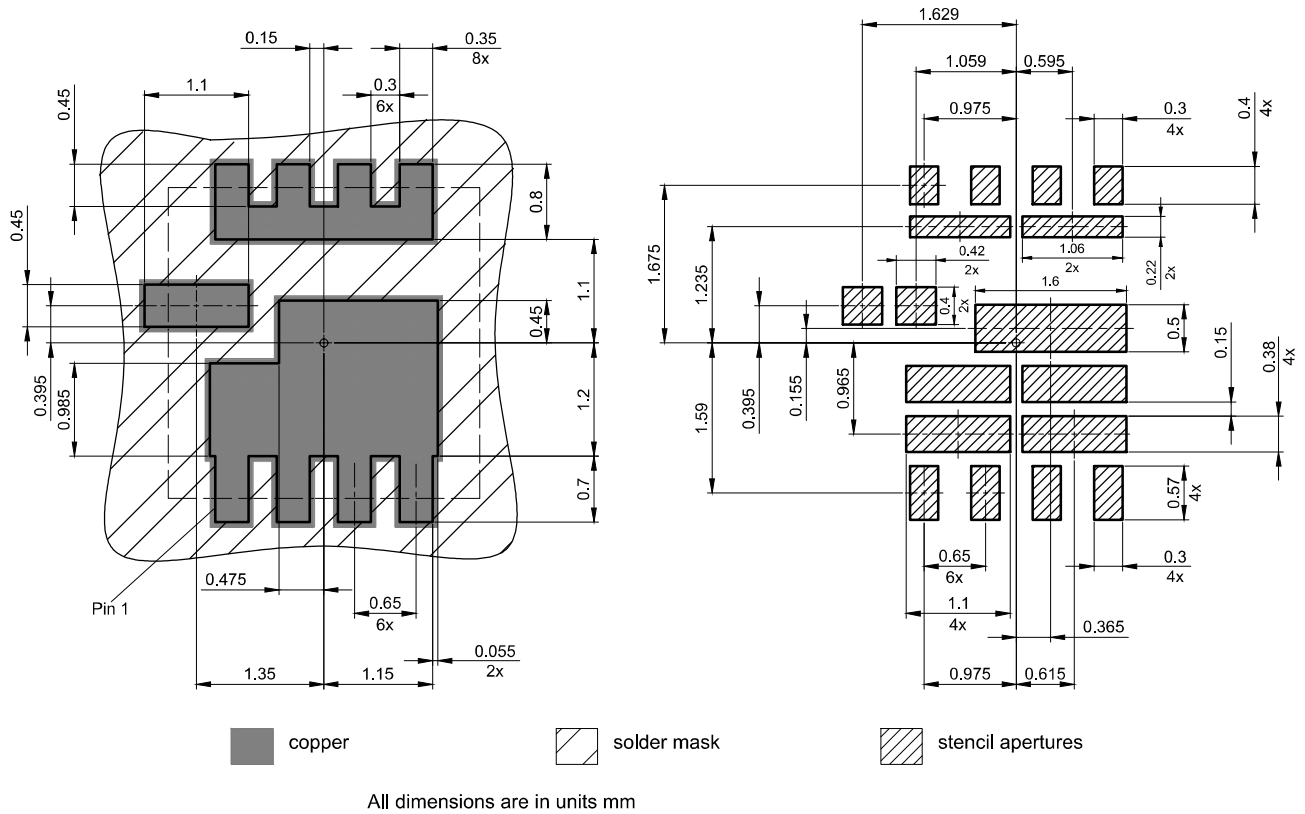 1.629
0.15
0.35
8x
1.059
0.595
0.3
6x
1.1
0.45
0.975
0.3
4x
0.4
4x
0.8
0.45
1.675
1.235
0.42
2x
1.06
2x
0.22
2x
1.1
1.6
0.4
2x
0.45
0.5
0.15
0.38
4x
0.395
0.985
1.2
1.59
0.395
0.155
0.965
0.7
0.57
4x
0.475
0.65
6x
0.3
4x
Pin 1
0.65
6x
1.1
4x
0.365
0.055
2x
1.35
1.15
0.975
0.615
copper
solder mask
stencil apertures
All dimensions are in units mm